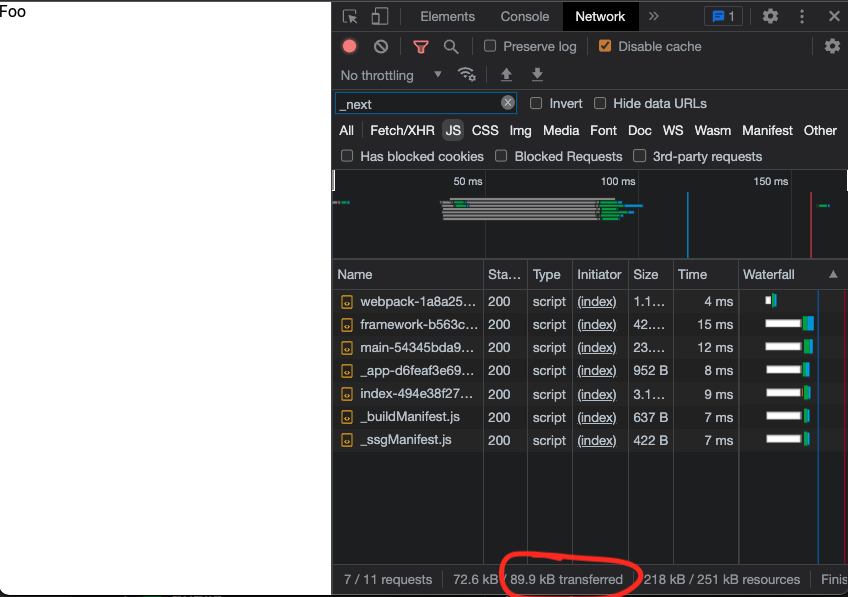 Foo
Elements Console Network 1
Preserve log Disable cache
No throttling
_next Invert Hide data URLs
All Fetch/XHR JS CSS Img Media Font Doc WS Wasm Manifest Other
Has blocked cookies Blocked Requests 3rd-party requests
50 ms 100 ms 150 ms
Name Sta... Type Initiator Size Time Waterfall
webpack-1a8a25... 200 script (index) 1.1... 4 ms
framework-b563c... 200 script (index) 42.... 15 ms
main-54345bda9... 200 script (index) 23.... 12 ms
_app-d6feaf3e69... 200 script (index) 952 B 8 ms
index-494e38f27... 200 script (index) 3.1... 9 ms
_buildManifest.js 200 script (index) 637 B 7 ms
_ssgManifest.js 200 script (index) 422 B 7 ms
7 / 11 requests 72.6 kB / 89.9 kB transferred 218 kB / 251 kB resources Finis